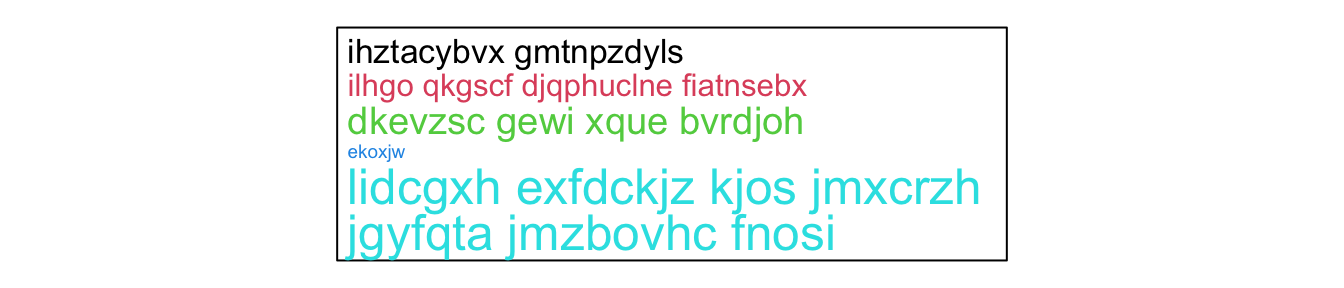 ihztacybvx gmtnpzdyls
ilhgo qkgscf djqphuclne fiatnsebx
dkevzsc gewi xque bvrdjoh
ekoxjw
lidcgxh exfdckjz kjos jmxcrzh
jgyfqta jmzbovhc fnosi